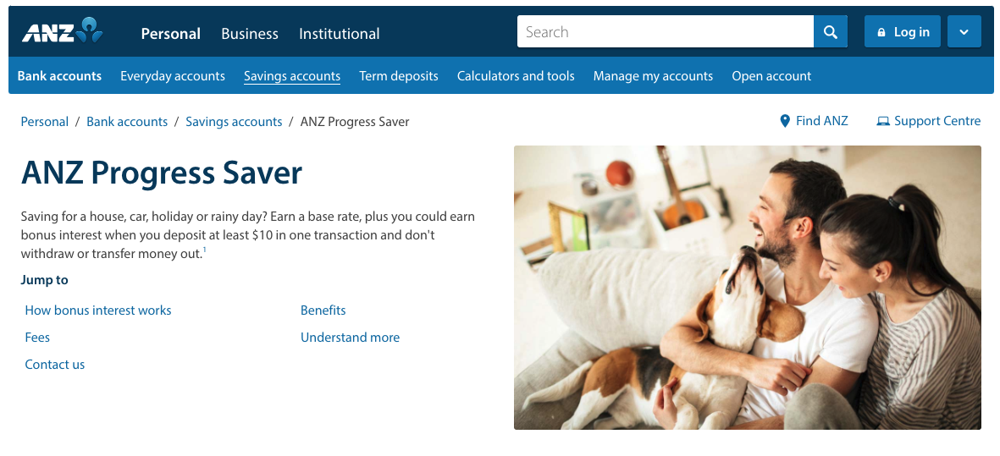 ANZ
Personal Business Institutional
Search
Log in
Bank accounts Everyday accounts Savings accounts Term deposits Calculators and tools Manage my accounts Open account
Personal / Bank accounts / Savings accounts / ANZ Progress Saver
Find ANZ Support Centre
ANZ Progress Saver
Saving for a house, car, holiday or rainy day? Earn a base rate, plus you could earn
bonus interest when you deposit at least $10 in one transaction and don't
withdraw or transfer money out.¹
Jump to
How bonus interest works Benefits
Fees Understand more
Contact us